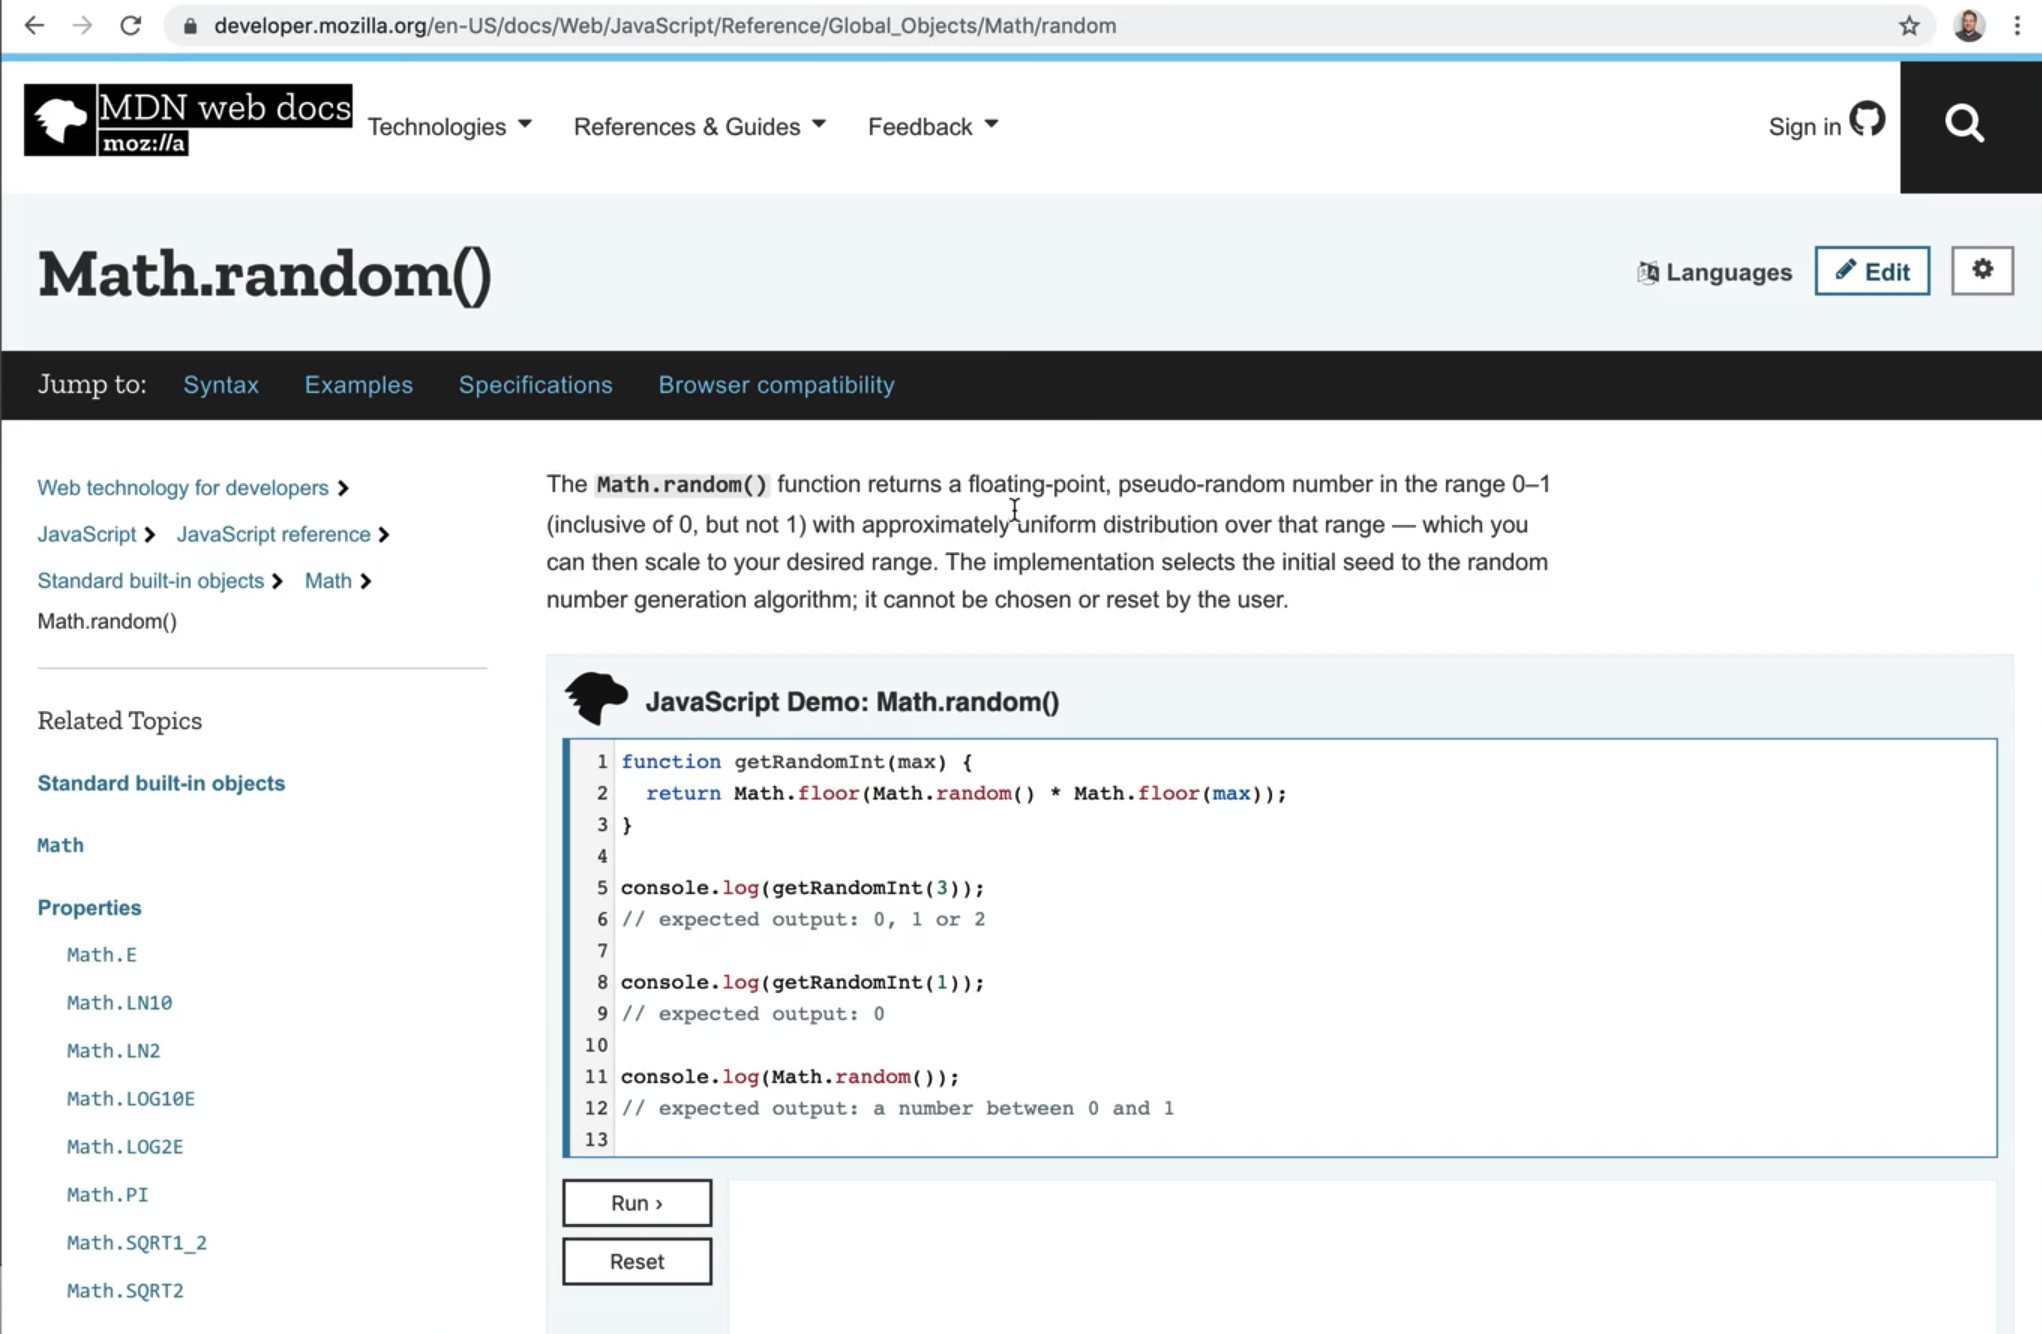 developer.mozilla.org/en-US/docs/Web/JavaScript/Reference/Global_Objects/Math/random
MDN web docs
moz://a
Technologies
References & Guides
Feedback
Sign in
Math.random()
Languages
Edit
Jump to:
Syntax
Examples
Specifications
Browser compatibility
Web technology for developers
JavaScript
JavaScript reference
Standard built-in objects
Math
Math.random()
Related Topics
Standard built-in objects
Math
Properties
Math.E
Math.LN10
Math.LN2
Math.LOG10E
Math.LOG2E
Math.PI
Math.SQRT1_2
Math.SQRT2
The Math.random() function returns a floating-point, pseudo-random number in the range 0–1
(inclusive of 0, but not 1) with approximately uniform distribution over that range — which you
can then scale to your desired range. The implementation selects the initial seed to the random
number generation algorithm; it cannot be chosen or reset by the user.
JavaScript Demo: Math.random()
1 function getRandomInt(max) {
2   return Math.floor(Math.random() * Math.floor(max));
3 }
4
5 console.log(getRandomInt(3));
6 // expected output: 0, 1 or 2
7
8 console.log(getRandomInt(1));
9 // expected output: 0
10
11 console.log(Math.random());
12 // expected output: a number between 0 and 1
13
Run ›
Reset